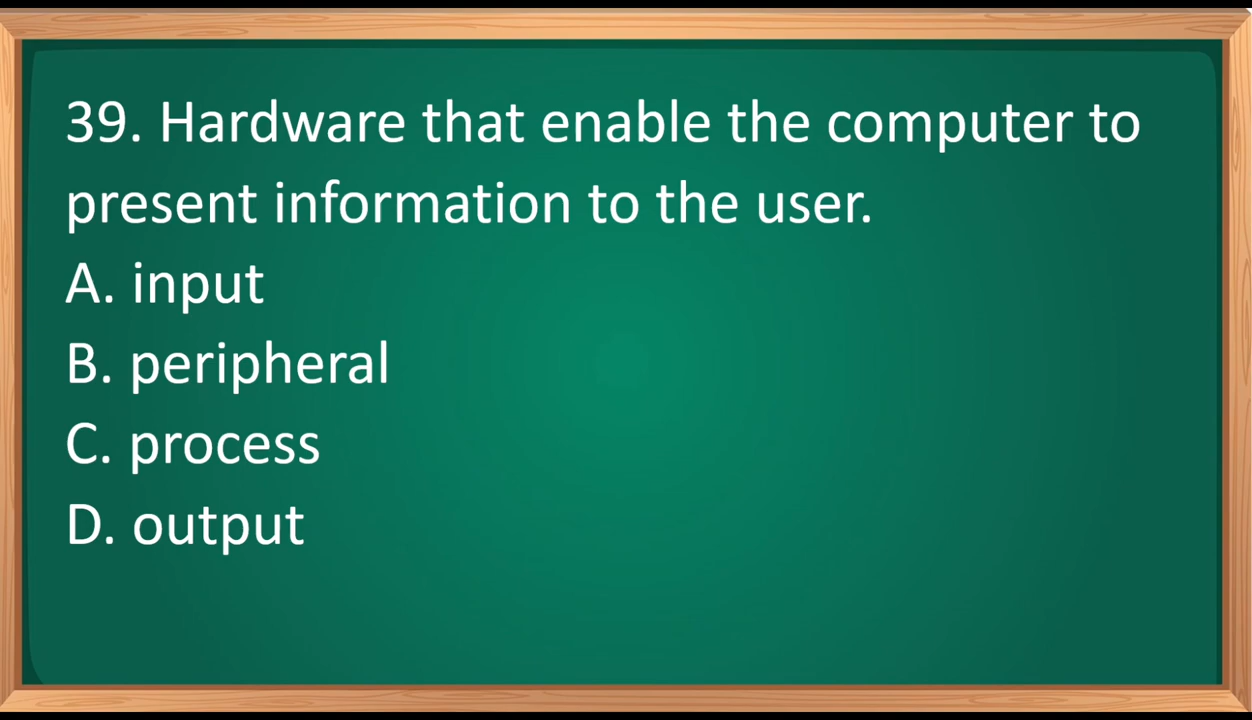 39. Hardware that enable the computer to
present information to the user.
A. input
B. peripheral
C. process
D. output